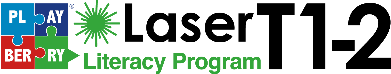 PL AY®
BER RY
Laser T1-2
Literacy Program